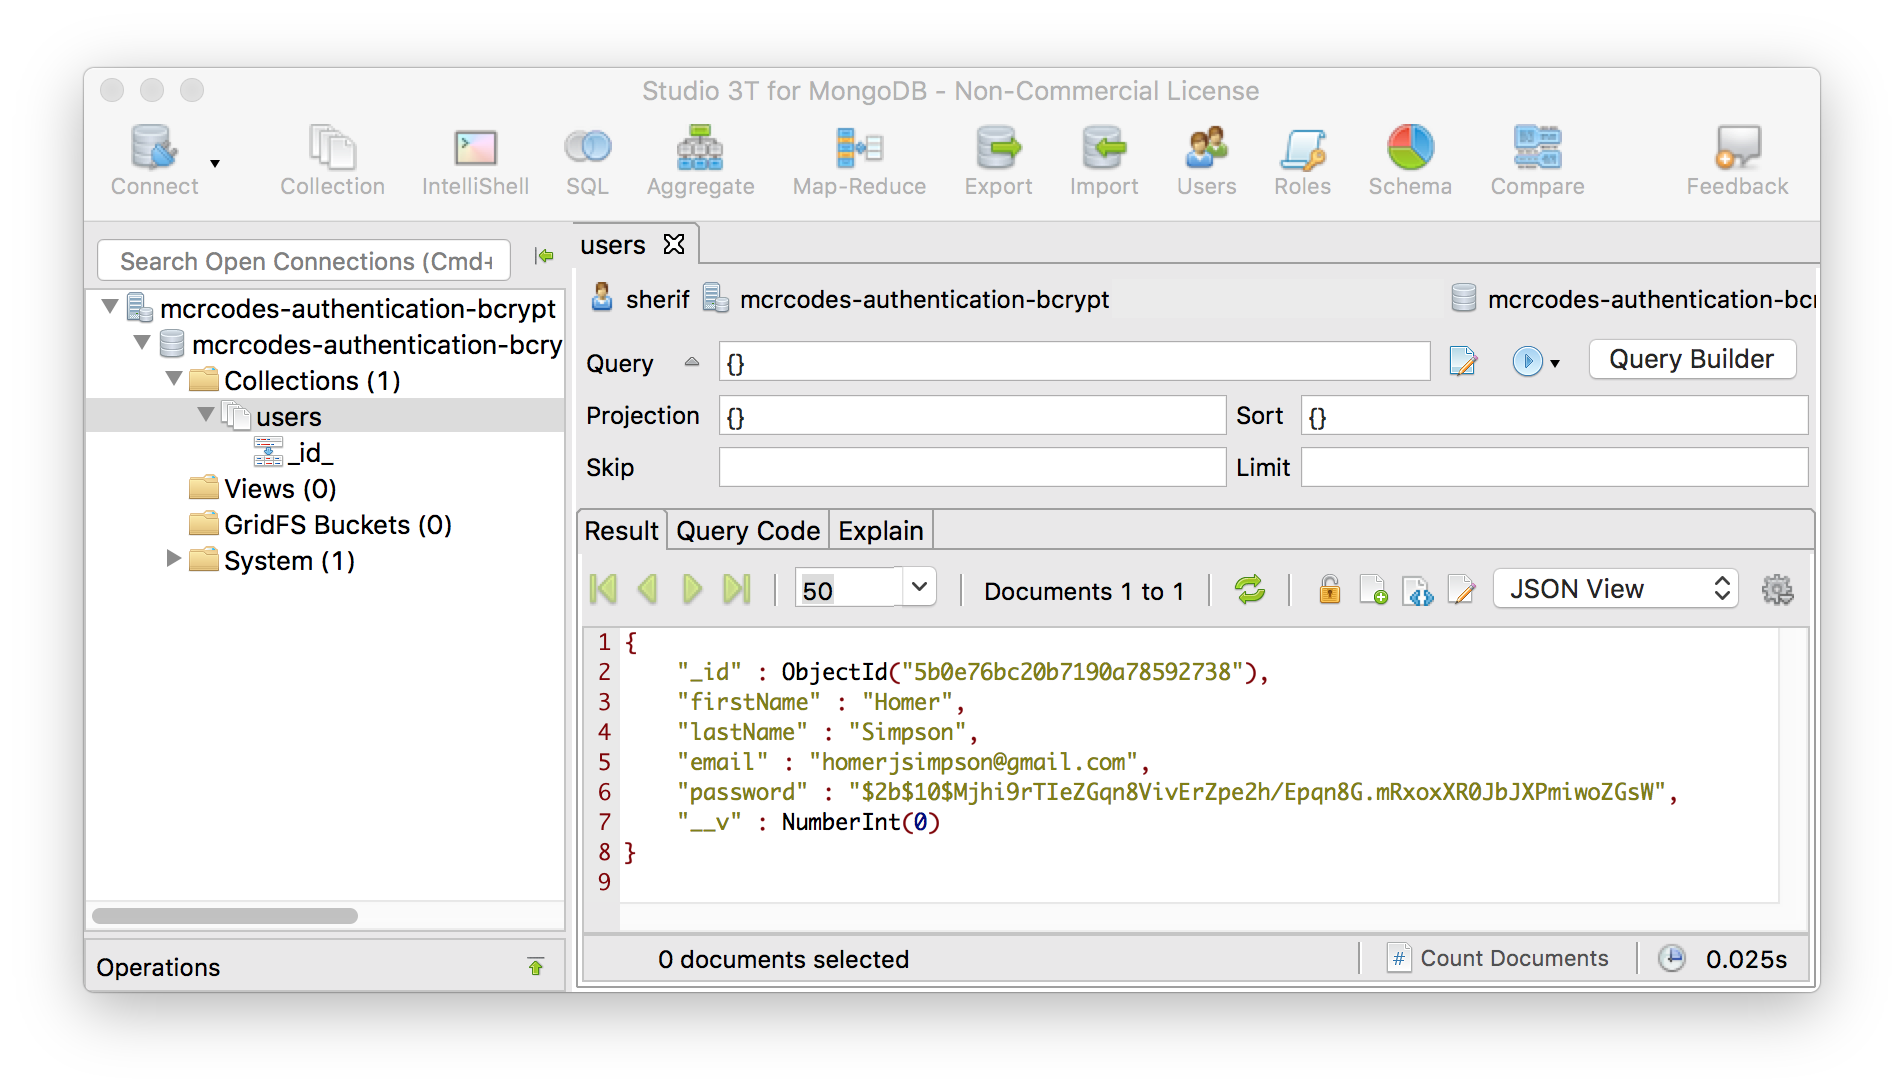 Studio 3T for MongoDB - Non-Commercial License
Connect Collection IntelliShell SQL Aggregate Map-Reduce Export Import Users Roles Schema Compare Feedback
Search Open Connections (Cmd+
mcrcodes-authentication-bcrypt
mcrcodes-authentication-bcry
Collections (1)
users
_id_
Views (0)
GridFS Buckets (0)
System (1)
Operations
users
sherif mcrcodes-authentication-bcrypt mcrcodes-authentication-bcr
Query {} Query Builder
Projection {} Sort {}
Skip Limit
Result Query Code Explain
50 Documents 1 to 1 JSON View
1 {
2 "_id" : ObjectId("5b0e76bc20b7190a78592738"),
3 "firstName" : "Homer",
4 "lastName" : "Simpson",
5 "email" : "homerjsimpson@gmail.com",
6 "password" : "$2b$10$Mjhi9rTIeZGqn8VivErZpe2h/Epqn8G.mRxoxXR0JbJXPmiwoZGsW",
7 "__v" : NumberInt(0)
8 }
9
0 documents selected # Count Documents 0.025s